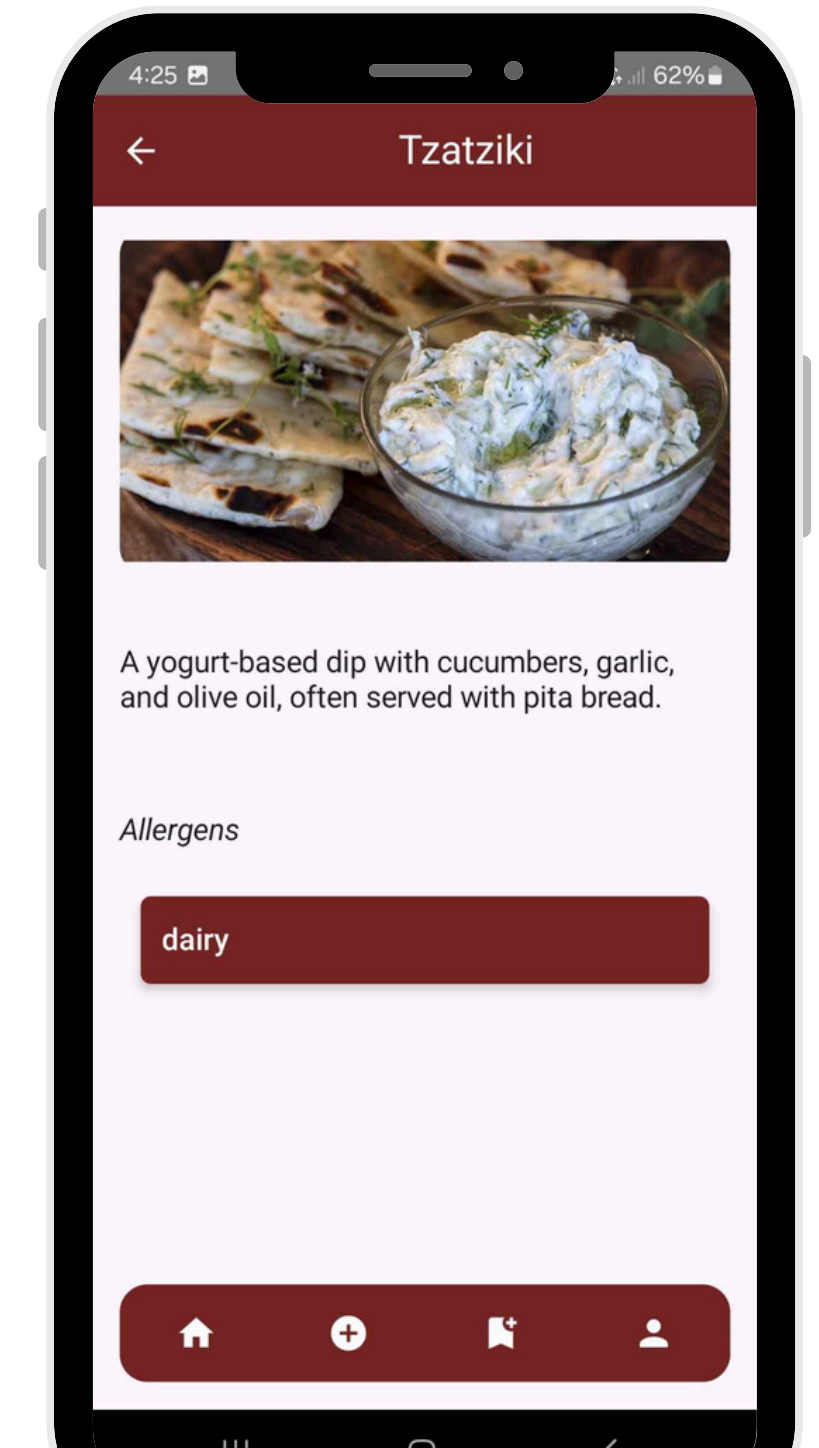 4:25
62%
Tzatziki
A yogurt-based dip with cucumbers, garlic,
and olive oil, often served with pita bread.
Allergens
dairy